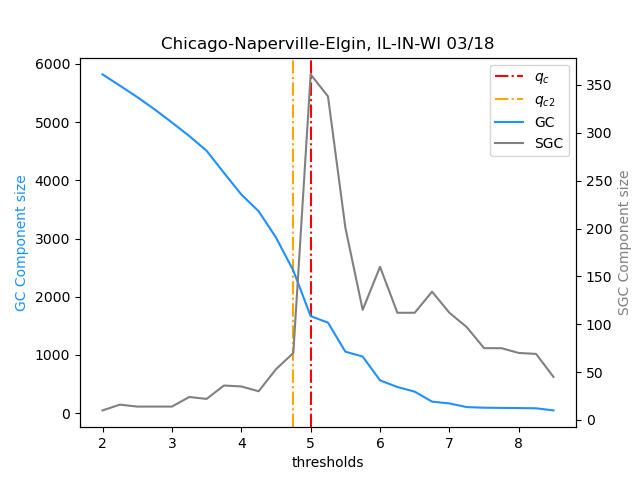 Chicago-Naperville-Elgin, IL-IN-WI 03/18
GC Component size
6000
5000
4000
3000
2000
1000
0
2 3 4 5 6 7 8
thresholds
350
300
250
200
150
100
50
0
SGC Component size
q_c
q_c2
GC
SGC